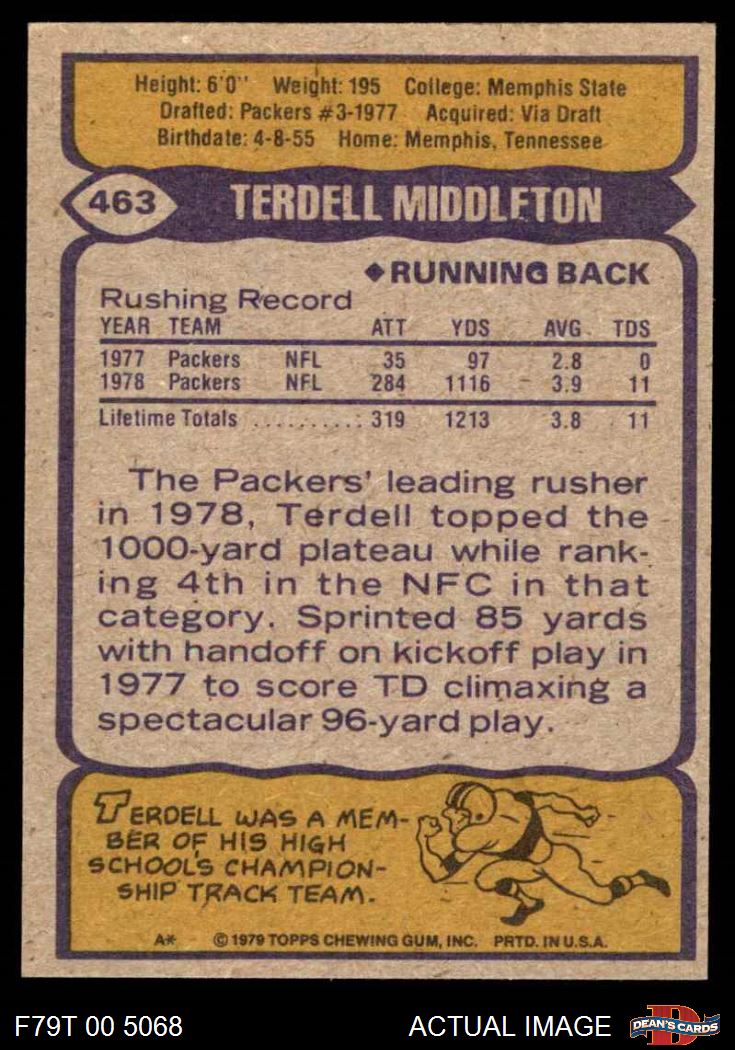 Height: 6'0" Weight: 195 College: Memphis State
Drafted: Packers #3-1977 Acquired: Via Draft
Birthdate: 4-8-55 Home: Memphis, Tennessee
463 TERDELL MIDDLETON
◆RUNNING BACK
Rushing Record
YEAR TEAM ATT YDS AVG TDS
1977 Packers NFL 35 97 2.8 0
1978 Packers NFL 284 1116 3.9 11
Lifetime Totals .......... 319 1213 3.8 11
The Packers' leading rusher
in 1978, Terdell topped the
1000-yard plateau while rank-
ing 4th in the NFC in that
category. Sprinted 85 yards
with handoff on kickoff play in
1977 to score TD climaxing a
spectacular 96-yard play.
TERDELL WAS A MEM-
BER OF HIS HIGH
SCHOOL'S CHAMPION-
SHIP TRACK TEAM.
A* © 1979 TOPPS CHEWING GUM, INC. PRTD. IN U.S.A.
F79T 00 5068 ACTUAL IMAGE D DEAN'S CARDS